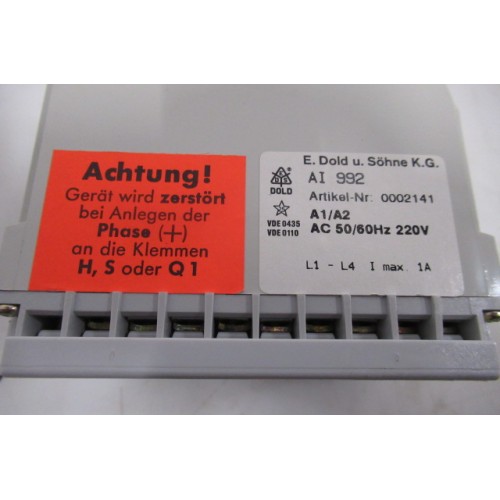 Achtung!
Gerät wird zerstört
bei Anlegen der
Phase (+)
an die Klemmen
H, S oder Q1
E. Dold u. Söhne K.G.
AI 992
DOLD
Artikel-Nr: 0002141
VDE 0435
VDE 0110
A1/A2
AC 50/60Hz 220V
L1 - L4 I max. 1A